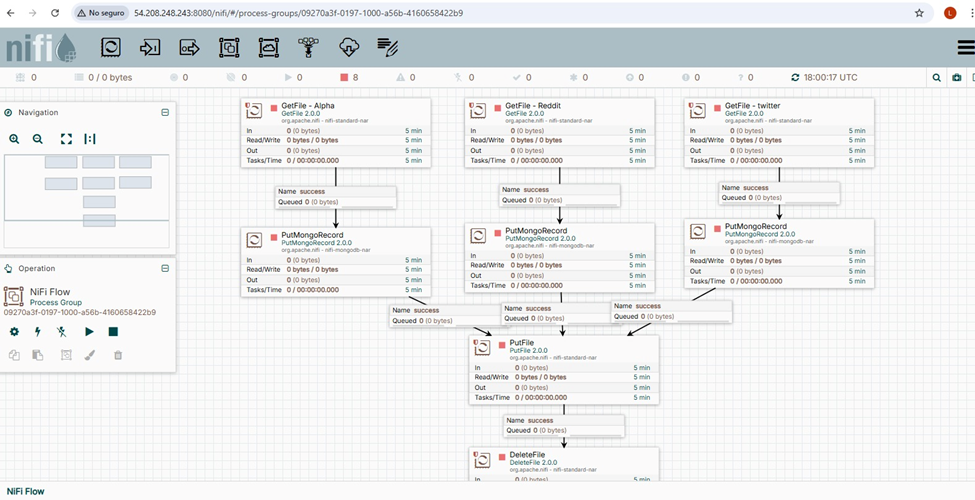 No seguro
54.208.248.243:8080/nifi/#/process-groups/09270a3f-0197-1000-a56b-4160658422b9
L
nifi
0
0 / 0 bytes
0
0
0
8
0
0
0
0
0
0
0
18:00:17 UTC
Navigation
Operation
NiFi Flow
Process Group
09270a3f-0197-1000-a56b-4160658422b9
GetFile - Alpha
GetFile 2.0.0
org.apache.nifi - nifi-standard-nar
In 0 (0 bytes) 5 min
Read/Write 0 bytes / 0 bytes 5 min
Out 0 (0 bytes) 5 min
Tasks/Time 0 / 00:00:00.000 5 min
GetFile - Reddit
GetFile 2.0.0
org.apache.nifi - nifi-standard-nar
In 0 (0 bytes) 5 min
Read/Write 0 bytes / 0 bytes 5 min
Out 0 (0 bytes) 5 min
Tasks/Time 0 / 00:00:00.000 5 min
GetFile - twitter
GetFile 2.0.0
org.apache.nifi - nifi-standard-nar
In 0 (0 bytes) 5 min
Read/Write 0 bytes / 0 bytes 5 min
Out 0 (0 bytes) 5 min
Tasks/Time 0 / 00:00:00.000 5 min
Name success
Queued 0 (0 bytes)
Name success
Queued 0 (0 bytes)
Name success
Queued 0 (0 bytes)
PutMongoRecord
PutMongoRecord 2.0.0
org.apache.nifi - nifi-mongodb-nar
In 0 (0 bytes) 5 min
Read/Write 0 bytes / 0 bytes 5 min
Out 0 (0 bytes) 5 min
Tasks/Time 0 / 00:00:00.000 5 min
PutMongoRecord
PutMongoRecord 2.0.0
org.apache.nifi - nifi-mongodb-nar
In 0 (0 bytes) 5 min
Read/Write 0 bytes / 0 bytes 5 min
Out 0 (0 bytes) 5 min
Tasks/Time 0 / 00:00:00.000 5 min
PutMongoRecord
PutMongoRecord 2.0.0
org.apache.nifi - nifi-mongodb-nar
In 0 (0 bytes) 5 min
Read/Write 0 bytes / 0 bytes 5 min
Out 0 (0 bytes) 5 min
Tasks/Time 0 / 00:00:00.000 5 min
Name success
Queued 0 (0 bytes)
Name success
Queued 0 (0 bytes)
Name success
Queued 0 (0 bytes)
PutFile
PutFile 2.0.0
org.apache.nifi - nifi-standard-nar
In 0 (0 bytes) 5 min
Read/Write 0 bytes / 0 bytes 5 min
Out 0 (0 bytes) 5 min
Tasks/Time 0 / 00:00:00.000 5 min
Name success
Queued 0 (0 bytes)
DeleteFile
DeleteFile 2.0.0
org.apache.nifi - nifi-standard-nar
In 0 (0 bytes) 5 min
NiFi Flow